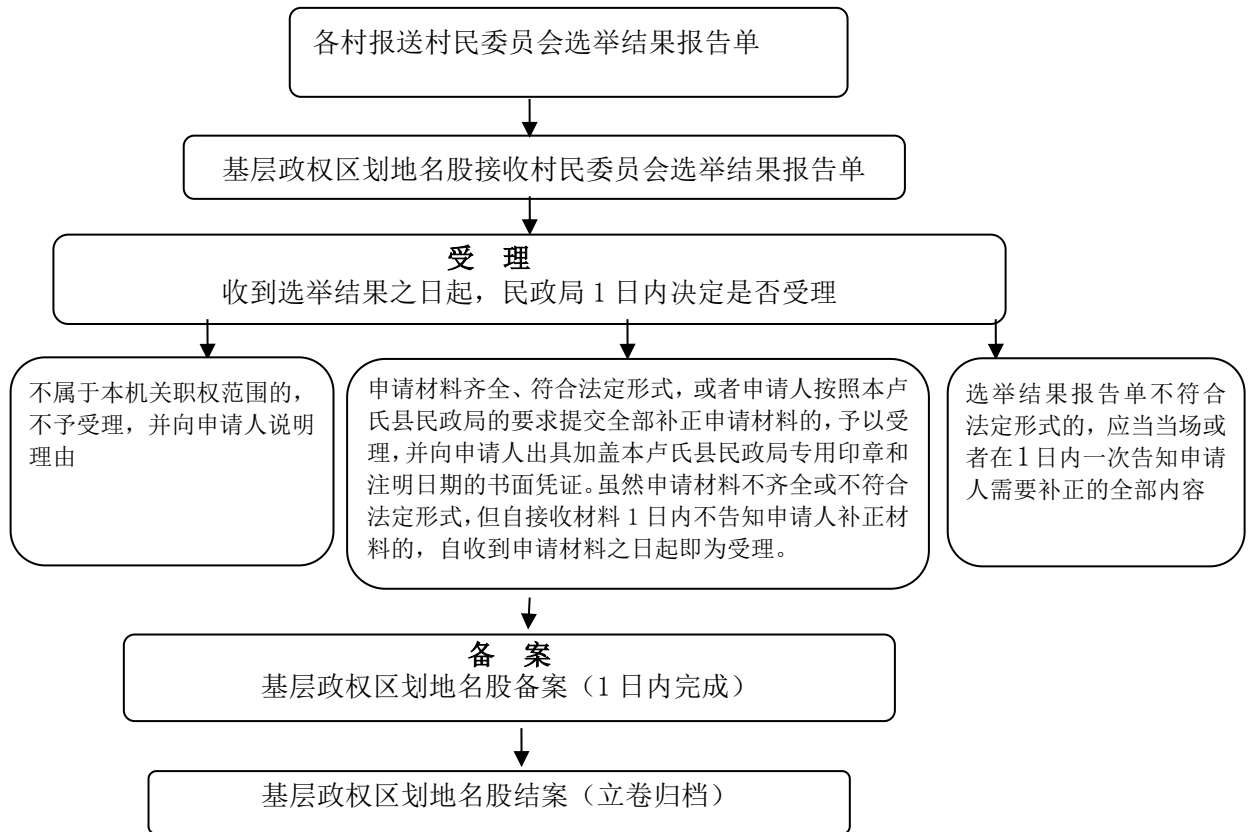 各村报送村民委员会选举结果报告单
基层政权区划地名股接收村民委员会选举结果报告单
受 理
收到选举结果之日起，民政局1日内决定是否受理
不属于本机关职权范围的，
不予受理，并向申请人说明
理由
申请材料齐全、符合法定形式，或者申请人按照本卢
氏县民政局的要求提交全部补正申请材料的，予以受
理，并向申请人出具加盖本卢氏县民政局专用印章和
注明日期的书面凭证。虽然申请材料不齐全或不符合
法定形式，但自接收材料1日内不告知申请人补正材
料的，自收到申请材料之日起即为受理。
选举结果报告单不符合
法定形式的，应当当场或
者在1日内一次告知申请
人需要补正的全部内容
备 案
基层政权区划地名股备案（1日内完成）
基层政权区划地名股结案（立卷归档）